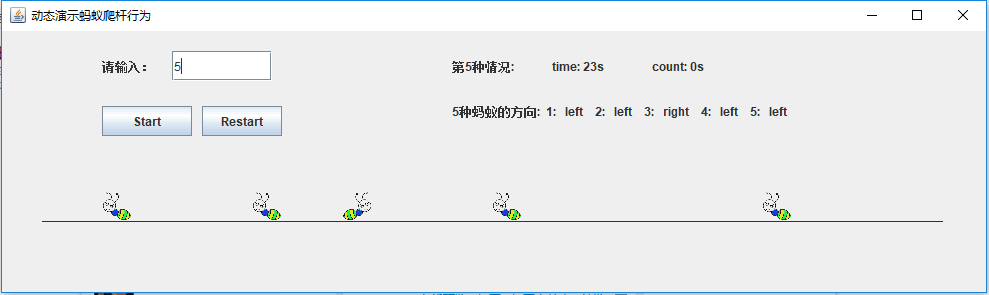 动态演示蚂蚁爬杆行为
请输入： 5 第5种情况: time: 23s count: 0s
Start Restart 5种蚂蚁的方向: 1: left 2: left 3: right 4: left 5: left